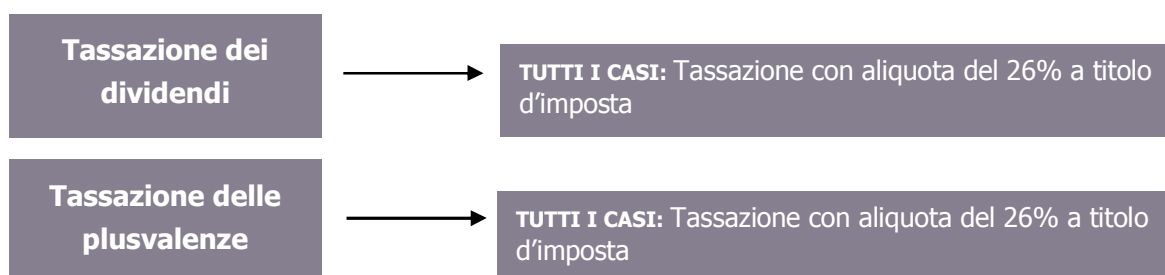 Tassazione dei
dividendi
TUTTI I CASI: Tassazione con aliquota del 26% a titolo
d’imposta
Tassazione delle
plusvalenze
TUTTI I CASI: Tassazione con aliquota del 26% a titolo
d’imposta